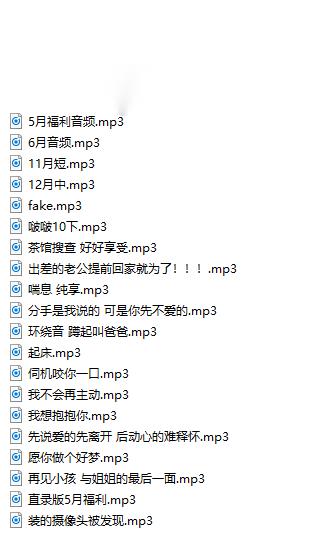 5月福利音频.mp3
6月音频.mp3
11月短.mp3
12月中.mp3
fake.mp3
啵啵10下.mp3
茶馆搜查 好好享受.mp3
出差的老公提前回家就为了！！！.mp3
喘息 纯享.mp3
分手是我说的 可是你先不爱的.mp3
环绕音 蹲起叫爸爸.mp3
起床.mp3
伺机咬你一口.mp3
我不会再主动.mp3
我想抱抱你.mp3
先说爱的先离开 后动心的难释怀.mp3
愿你做个好梦.mp3
再见小孩 与姐姐的最后一面.mp3
直录版5月福利.mp3
装的摄像头被发现.mp3